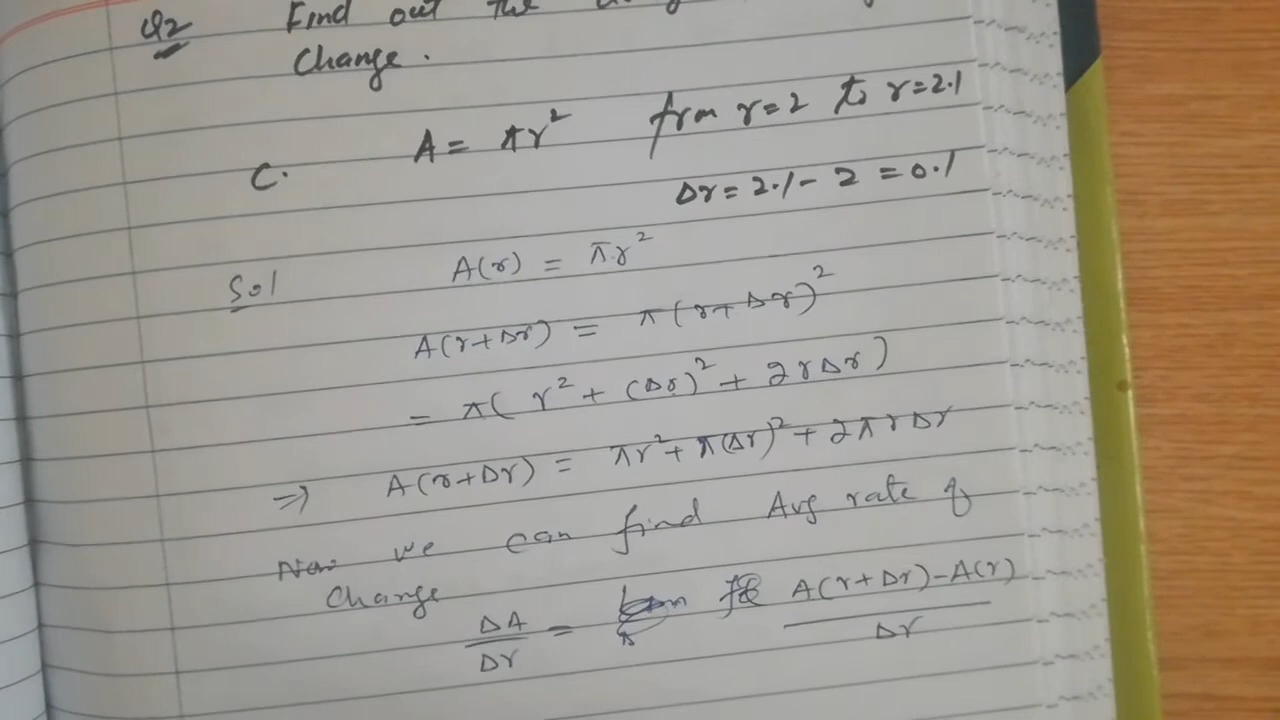 Q2 Find out the
Change.
C. A = πr² from r=2 to r=2.1
Δr = 2.1 - 2 = 0.1
Sol A(r) = πr²
A(r+Δr) = π(r+Δr)²
= π( r² + (Δr)² + 2rΔr)
=> A(r+Δr) = πr² + π(Δr)² + 2πrΔr
Now we can find Avg rate of
Change
ΔA/Δr = A(r+Δr)-A(r)/Δr